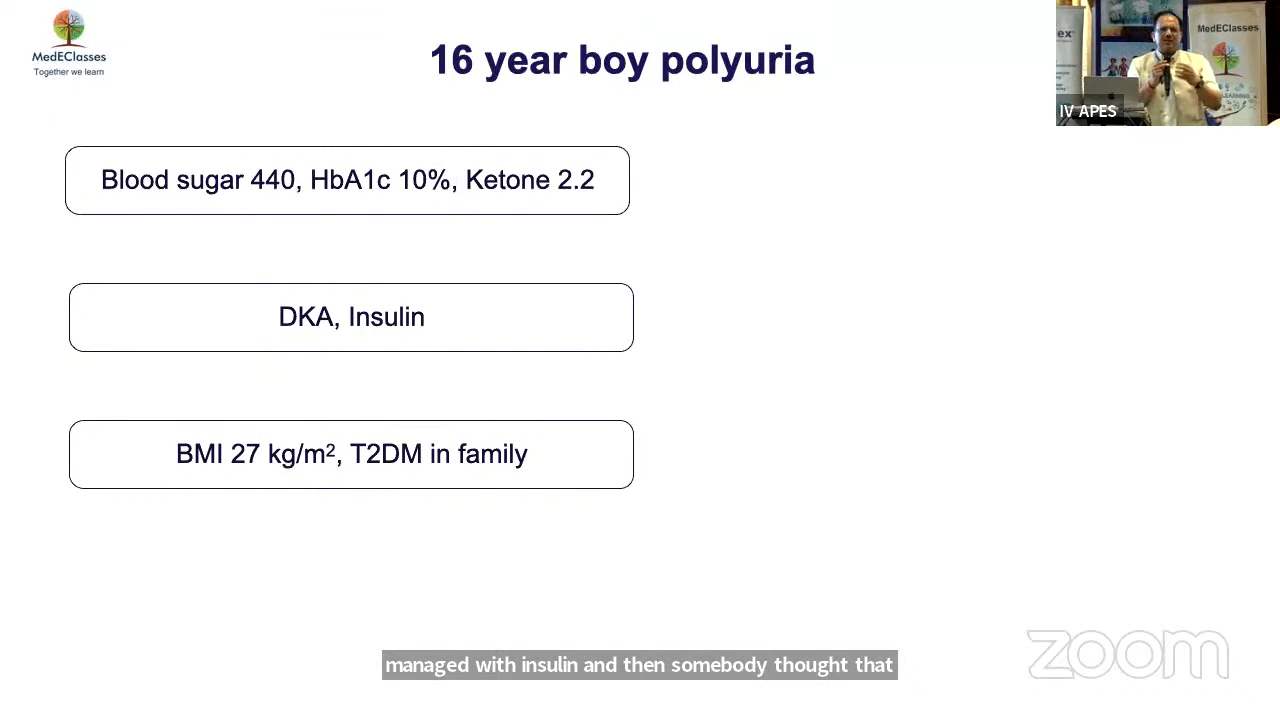 MedEClasses
Together we learn
16 year boy polyuria
MedEClasses
IV APES
Blood sugar 440, HbA1c 10%, Ketone 2.2
DKA, Insulin
BMI 27 kg/m², T2DM in family
managed with insulin and then somebody thought that
zoom